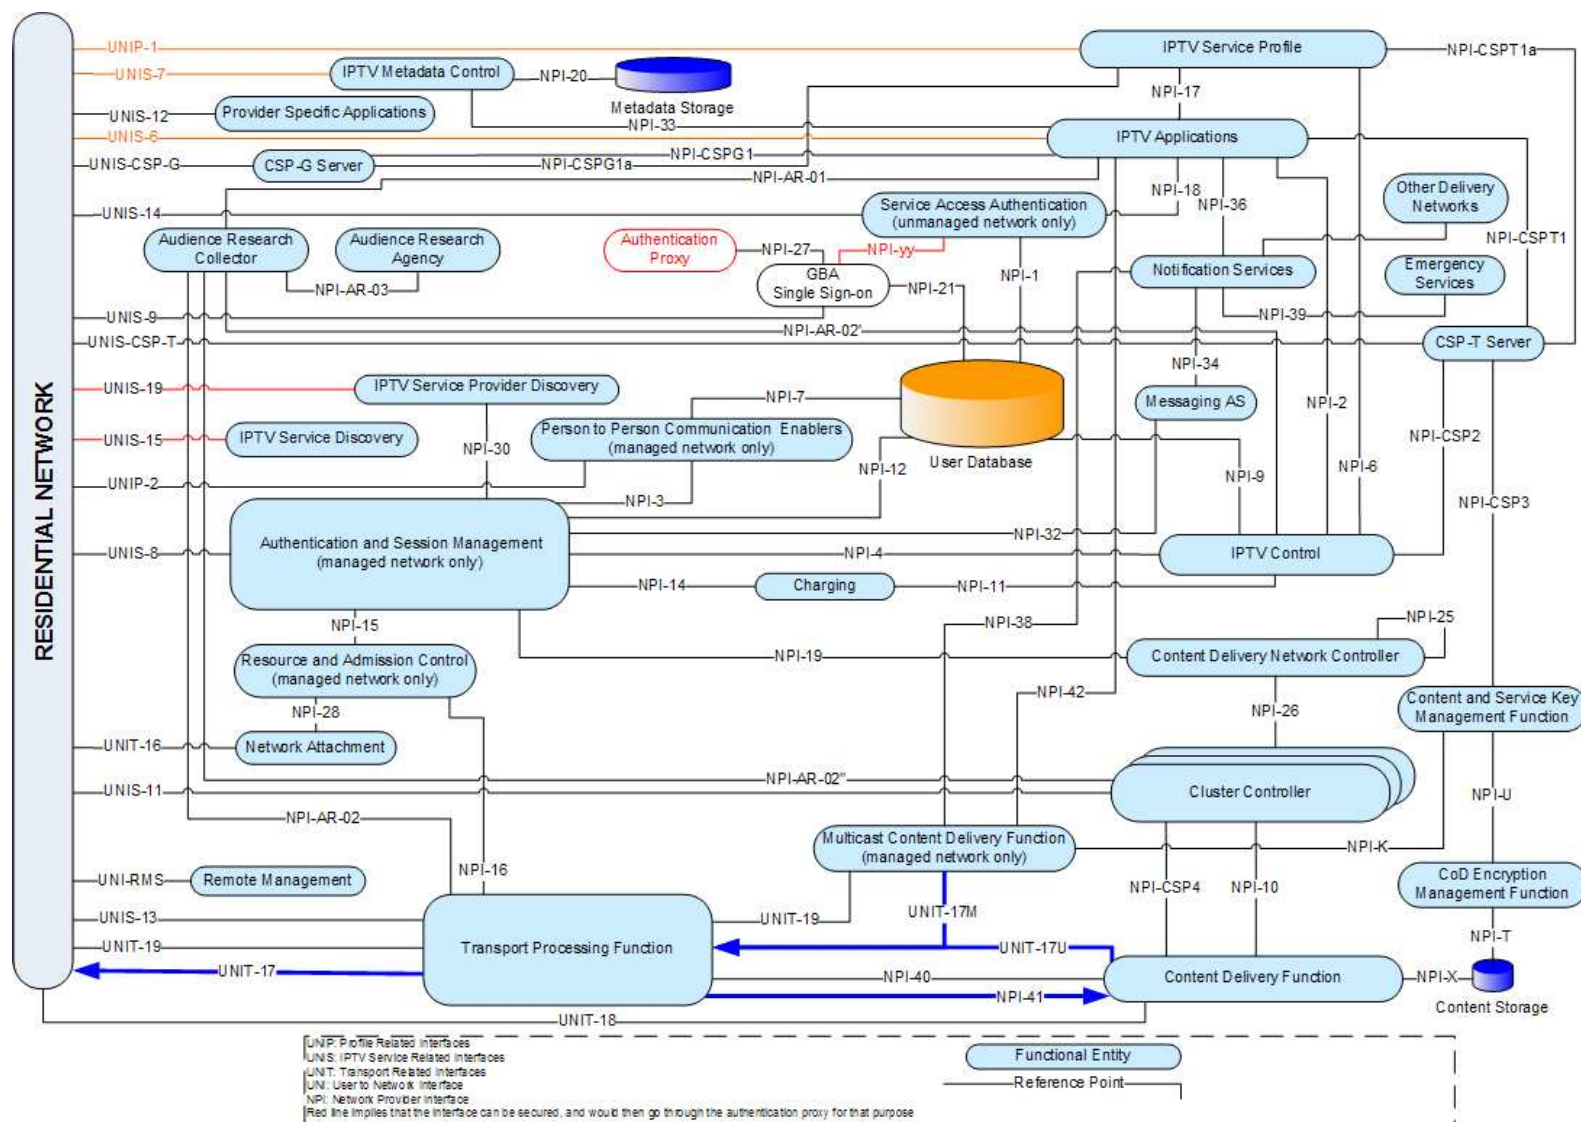 UNIP-1
IPTV Service Profile
NPI-CSPT1a
UNIS-7
IPTV Metadata Control
NPI-20
Metadata Storage
NPI-17
UNIS-12
Provider Specific Applications
NPI-33
UNIS-6
IPTV Applications
UNIS-CSP-G
CSP-G Server
NPI-CSPG1a
NPI-CSPG1
NPI-AR-01
NPI-18
NPI-36
Other Delivery
Networks
UNIS-14
Service Access Authentication
(unmanaged network only)
Audience Research
Collector
Audience Research
Agency
Authentication
Proxy
NPI-27
NPI-yy
NPI-CSPT1
GBA
Single Sign-on
NPI-21
NPI-1
Notification Services
Emergency
Services
NPI-AR-03
UNIS-9
NPI-39
NPI-AR-02'
UNIS-CSP-T
CSP-T Server
RESIDENTIAL NETWORK
UNIS-19
IPTV Service Provider Discovery
NPI-34
NPI-7
Messaging AS
NPI-2
UNIS-15
IPTV Service Discovery
Person to Person Communication Enablers
(managed network only)
NPI-30
NPI-CSP2
User Database
NPI-12
NPI-9
NPI-6
UNIP-2
NPI-3
NPI-CSP3
NPI-32
UNIS-8
Authentication and Session Management
(managed network only)
NPI-4
IPTV Control
NPI-14
Charging
NPI-11
NPI-15
NPI-38
NPI-25
Resource and Admission Control
(managed network only)
NPI-19
Content Delivery Network Controller
NPI-42
NPI-28
NPI-26
Content and Service Key
Management Function
UNIT-16
Network Attachment
NPI-AR-02"
UNIS-11
Cluster Controller
NPI-U
NPI-AR-02
Multicast Content Delivery Function
(managed network only)
NPI-K
NPI-16
UNI-RMS
Remote Management
NPI-CSP4
NPI-10
CoD Encryption
Management Function
UNIS-13
UNIT-19
UNIT-17M
UNIT-19
Transport Processing Function
UNIT-17U
NPI-T
UNIT-17
NPI-40
Content Delivery Function
NPI-X
NPI-41
Content Storage
UNIT-18
UNIP: Profile Related Interfaces
UNIS: IPTV Service Related Interfaces
UNIT: Transport Related Interfaces
UNI: User to Network Interface
NPI: Network Provider Interface
Red line implies that the interface can be secured, and would then go through the authentication proxy for that purpose
Functional Entity
Reference Point